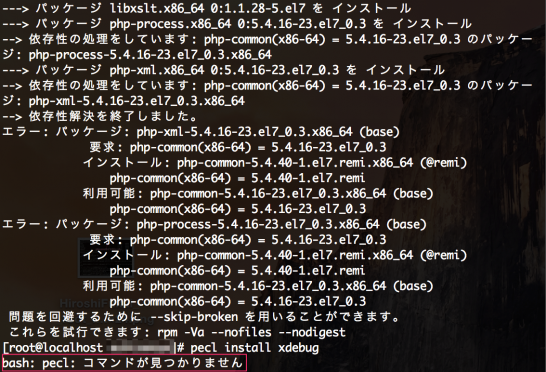 ---> パッケージ libxslt.x86_64 0:1.1.28-5.el7 を インストール
---> パッケージ php-process.x86_64 0:5.4.16-23.el7_0.3 を インストール
--> 依存性の処理をしています: php-common(x86-64) = 5.4.16-23.el7_0.3 のパッケー
ジ: php-process-5.4.16-23.el7_0.3.x86_64
---> パッケージ php-xml.x86_64 0:5.4.16-23.el7_0.3 を インストール
--> 依存性の処理をしています: php-common(x86-64) = 5.4.16-23.el7_0.3 のパッケー
ジ: php-xml-5.4.16-23.el7_0.3.x86_64
--> 依存性解決を終了しました。
エラー: パッケージ: php-xml-5.4.16-23.el7_0.3.x86_64 (base)
要求: php-common(x86-64) = 5.4.16-23.el7_0.3
インストール: php-common-5.4.40-1.el7.remi.x86_64 (@remi)
php-common(x86-64) = 5.4.40-1.el7.remi
利用可能: php-common-5.4.16-23.el7_0.3.x86_64 (base)
php-common(x86-64) = 5.4.16-23.el7_0.3
エラー: パッケージ: php-process-5.4.16-23.el7_0.3.x86_64 (base)
要求: php-common(x86-64) = 5.4.16-23.el7_0.3
インストール: php-common-5.4.40-1.el7.remi.x86_64 (@remi)
php-common(x86-64) = 5.4.40-1.el7.remi
利用可能: php-common-5.4.16-23.el7_0.3.x86_64 (base)
php-common(x86-64) = 5.4.16-23.el7_0.3
問題を回避するために --skip-broken を用いることができます。
これらを試行できます: rpm -Va --nofiles --nodigest
[root@localhost ]# pecl install xdebug
bash: pecl: コマンドが見つかりません